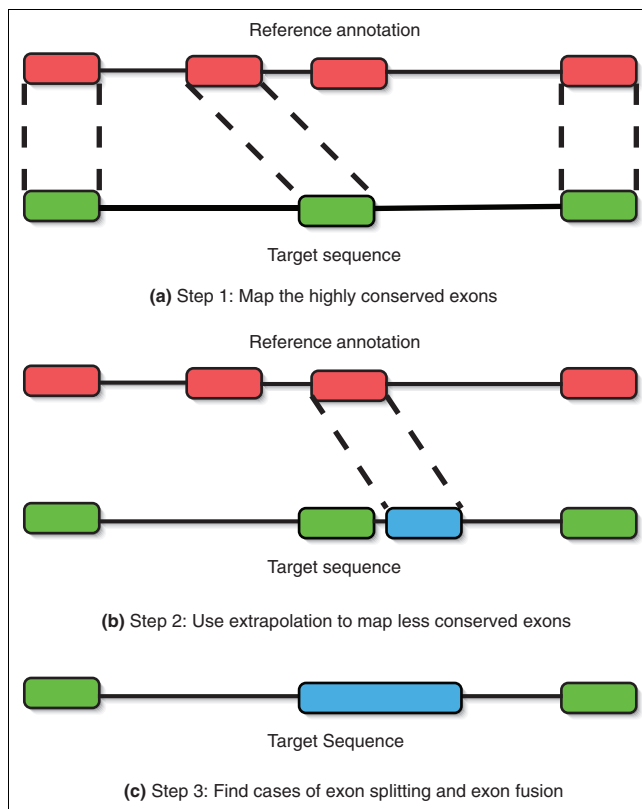 Reference annotation
Target sequence
(a) Step 1: Map the highly conserved exons
Reference annotation
Target sequence
(b) Step 2: Use extrapolation to map less conserved exons
Target Sequence
(c) Step 3: Find cases of exon splitting and exon fusion